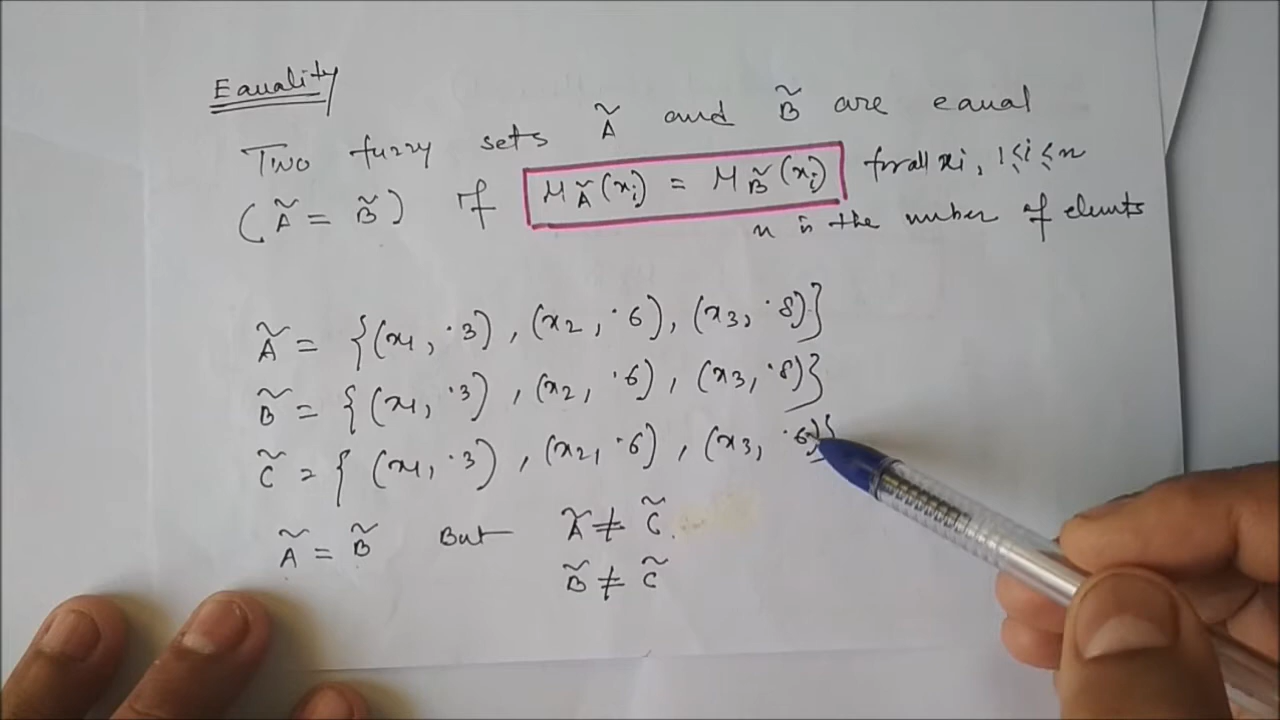 Equality
Two fuzzy sets Ã and B̃ are equal
(Ã = B̃) if μÃ(xi) = μB̃(xi) for all xi, 1≤i≤n
n is the number of elements
Ã = {(x1, .3), (x2, .6), (x3, .8)}
B̃ = {(x1, .3), (x2, .6), (x3, .8)}
C̃ = {(x1, .3), (x2, .6), (x3, .6)}
Ã = B̃ But Ã ≠ C̃.
B̃ ≠ C̃